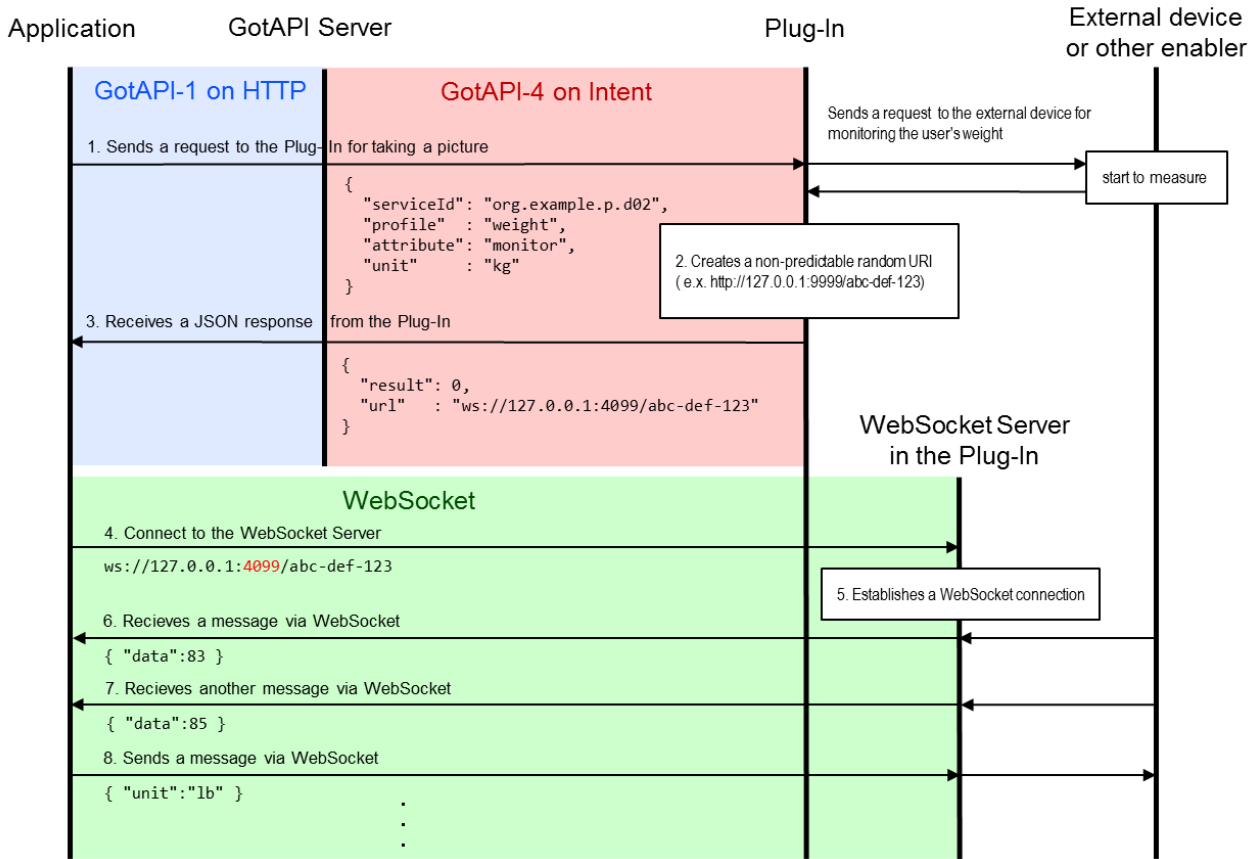 Application
GotAPI Server
Plug-In
External device
or other enabler
GotAPI-1 on HTTP
GotAPI-4 on Intent
Sends a request to the external device for
monitoring the user's weight
1. Sends a request to the Plug-In for taking a picture
start to measure
{
"serviceId": "org.example.p.d02",
"profile" : "weight",
"attribute": "monitor",
"unit" : "kg"
}
2. Creates a non-predictable random URI
( e.x. http://127.0.0.1:9999/abc-def-123)
3. Receives a JSON response from the Plug-In
{
"result": 0,
"url" : "ws://127.0.0.1:4099/abc-def-123"
}
WebSocket Server
in the Plug-In
WebSocket
4. Connect to the WebSocket Server
ws://127.0.0.1:4099/abc-def-123
5. Establishes a WebSocket connection
6. Recieves a message via WebSocket
{ "data":83 }
7. Recieves another message via WebSocket
{ "data":85 }
8. Sends a message via WebSocket
{ "unit":"lb" }
.
.
.